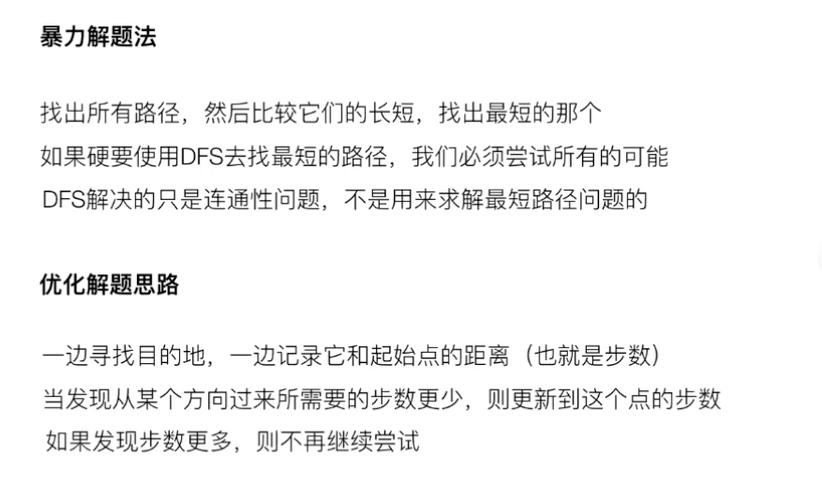 暴力解题法
找出所有路径，然后比较它们的长短，找出最短的那个
如果硬要使用DFS去找最短的路径，我们必须尝试所有的可能
DFS解决的只是连通性问题，不是用来求解最短路径问题的
优化解题思路
一边寻找目的地，一边记录它和起始点的距离（也就是步数）
当发现从某个方向过来所需要的步数更少，则更新到这个点的步数
如果发现步数更多，则不再继续尝试